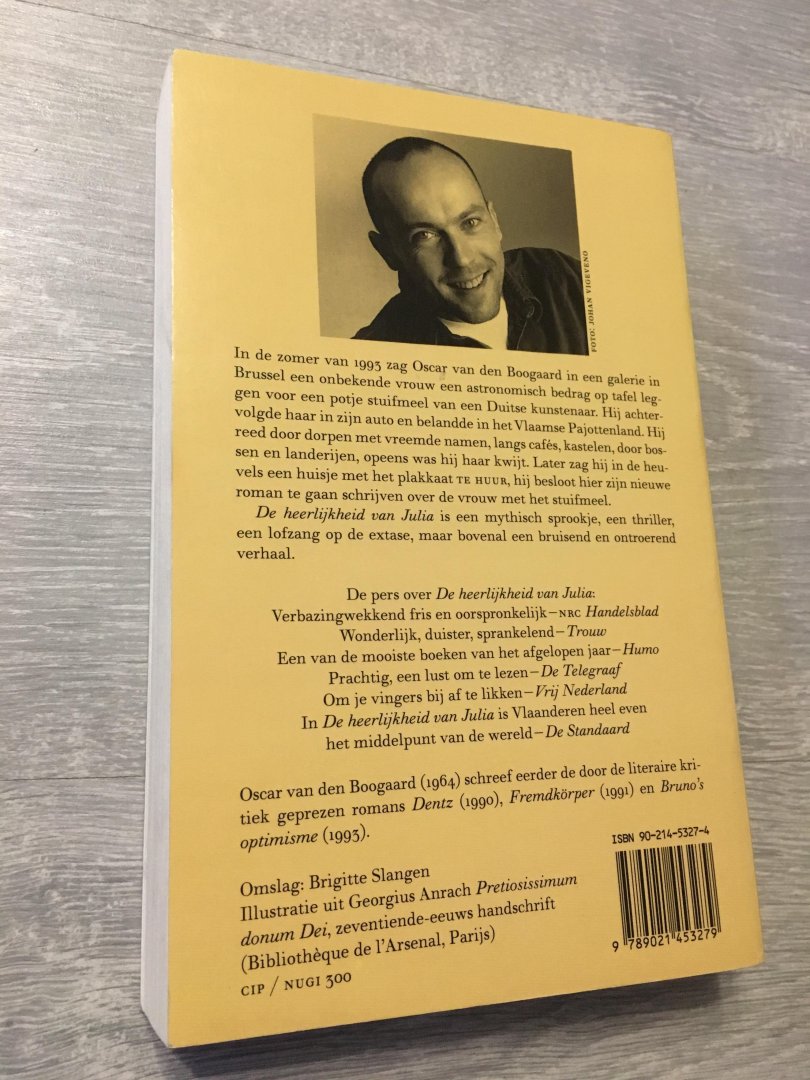 FOTO: JOHAN VIGEVENO
In de zomer van 1993 zag Oscar van den Boogaard in een galerie in
Brussel een onbekende vrouw een astronomisch bedrag op tafel leg-
gen voor een potje stuifmeel van een Duitse kunstenaar. Hij achter-
volgde haar in zijn auto en belandde in het Vlaamse Pajottenland. Hij
reed door dorpen met vreemde namen, langs cafés, kastelen, door bos-
sen en landerijen, opeens was hij haar kwijt. Later zag hij in de heu-
vels een huisje met het plakkaat TE HUUR, hij besloot hier zijn nieuwe
roman te gaan schrijven over de vrouw met het stuifmeel.
De heerlijkheid van Julia is een mythisch sprookje, een thriller,
een lofzang op de extase, maar bovenal een bruisend en ontroerend
verhaal.
De pers over De heerlijkheid van Julia:
Verbazingwekkend fris en oorspronkelijk – NRC Handelsblad
Wonderlijk, duister, sprankelend – Trouw
Een van de mooiste boeken van het afgelopen jaar – Humo
Prachtig, een lust om te lezen – De Telegraaf
Om je vingers bij af te likken – Vrij Nederland
In De heerlijkheid van Julia is Vlaanderen heel even
het middelpunt van de wereld – De Standaard
Oscar van den Boogaard (1964) schreef eerder de door de literaire kri-
tiek geprezen romans Dentz (1990), Fremdkörper (1991) en Bruno's
optimisme (1993).
Omslag: Brigitte Slangen
Illustratie uit Georgius Anrach Pretiosissimum
donum Dei, zeventiende-eeuws handschrift
(Bibliothèque de l'Arsenal, Parijs)
CIP / NUGI 300
ISBN 90-214-5327-4
9 789021 453279